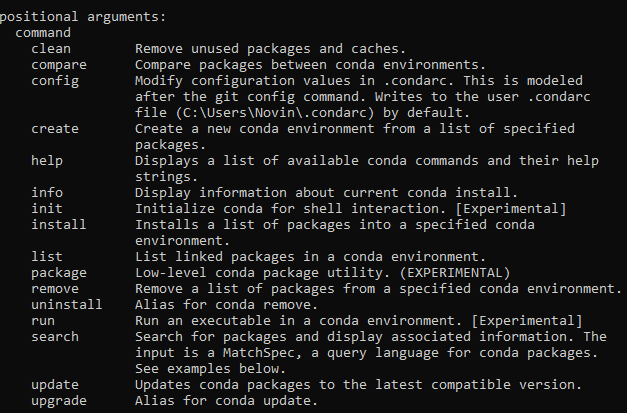 positional arguments:
  command
    clean        Remove unused packages and caches.
    compare      Compare packages between conda environments.
    config       Modify configuration values in .condarc. This is modeled
                 after the git config command. Writes to the user .condarc
                 file (C:\Users\Novin\.condarc) by default.
    create       Create a new conda environment from a list of specified
                 packages.
    help         Displays a list of available conda commands and their help
                 strings.
    info         Display information about current conda install.
    init         Initialize conda for shell interaction. [Experimental]
    install      Installs a list of packages into a specified conda
                 environment.
    list         List linked packages in a conda environment.
    package      Low-level conda package utility. (EXPERIMENTAL)
    remove       Remove a list of packages from a specified conda environment.
    uninstall    Alias for conda remove.
    run          Run an executable in a conda environment. [Experimental]
    search       Search for packages and display associated information. The
                 input is a MatchSpec, a query language for conda packages.
                 See examples below.
    update       Updates conda packages to the latest compatible version.
    upgrade      Alias for conda update.